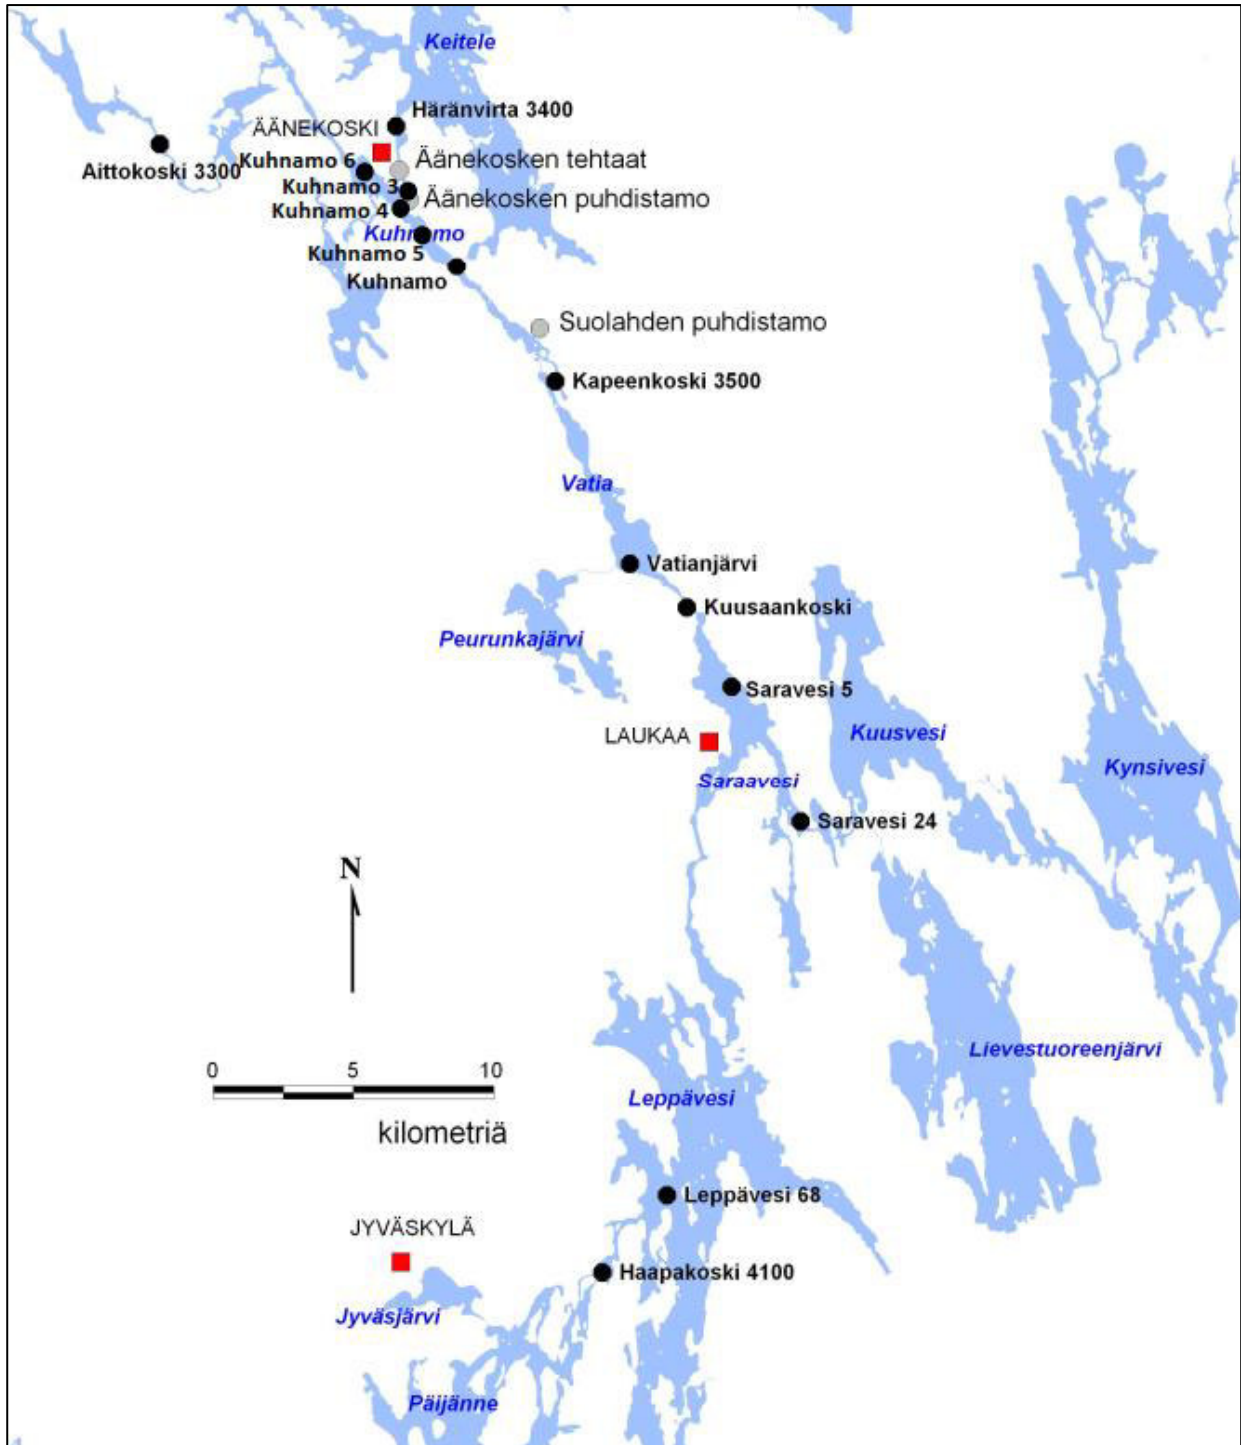 Keitele
Häränvirta 3400
ÄÄNEKOSKI
Äänekosken tehtaat
Aittokoski 3300
Kuhnamo 6
Kuhnamo 3
Äänekosken puhdistamo
Kuhnamo 4
Kuhnamo
Kuhnamo 5
Kuhnamo
Suolahden puhdistamo
Kapeenkoski 3500
Vatia
Vatianjärvi
Kuusaankoski
Peurunkajärvi
Saravesi 5
LAUKAA
Kuusvesi
Kynsivesi
Saraavesi
Saravesi 24
N
Lievestuoreenjärvi
0 5 10
kilometriä
Leppävesi
Leppävesi 68
JYVÄSKYLÄ
Haapakoski 4100
Jyväsjärvi
Päijänne